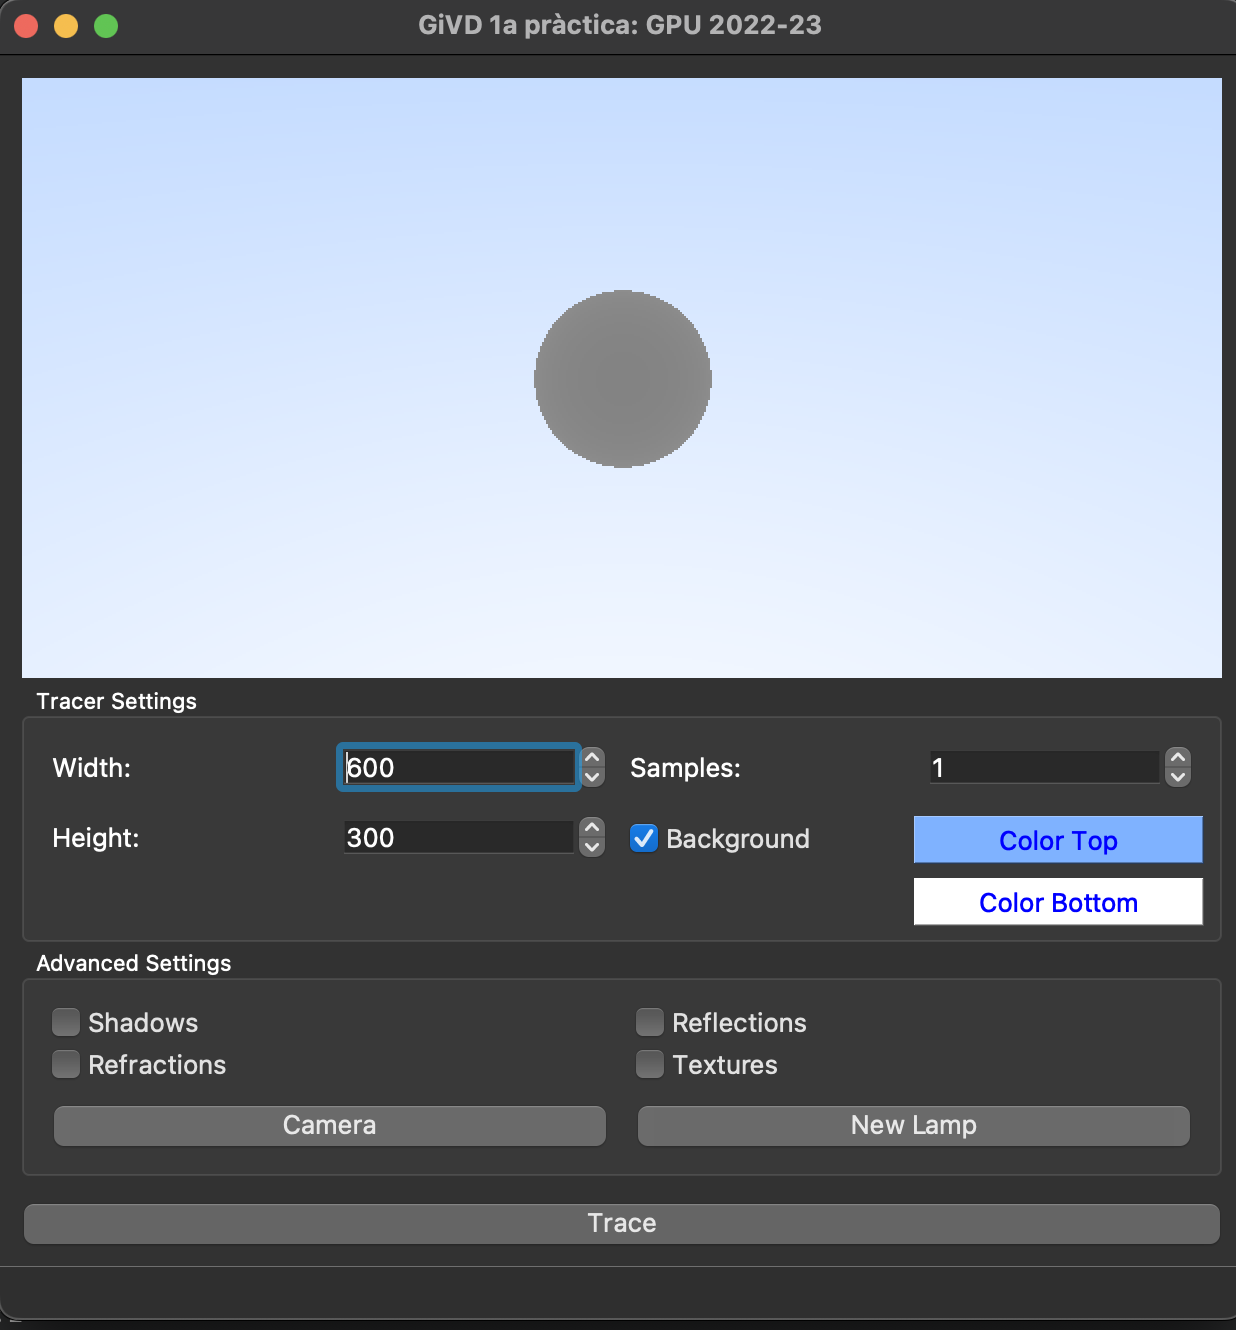 GiVD 1a pràctica: GPU 2022-23
Tracer Settings
Width: 600 Samples: 1
Height: 300 Background Color Top
Color Bottom
Advanced Settings
Shadows Reflections
Refractions Textures
Camera New Lamp
Trace